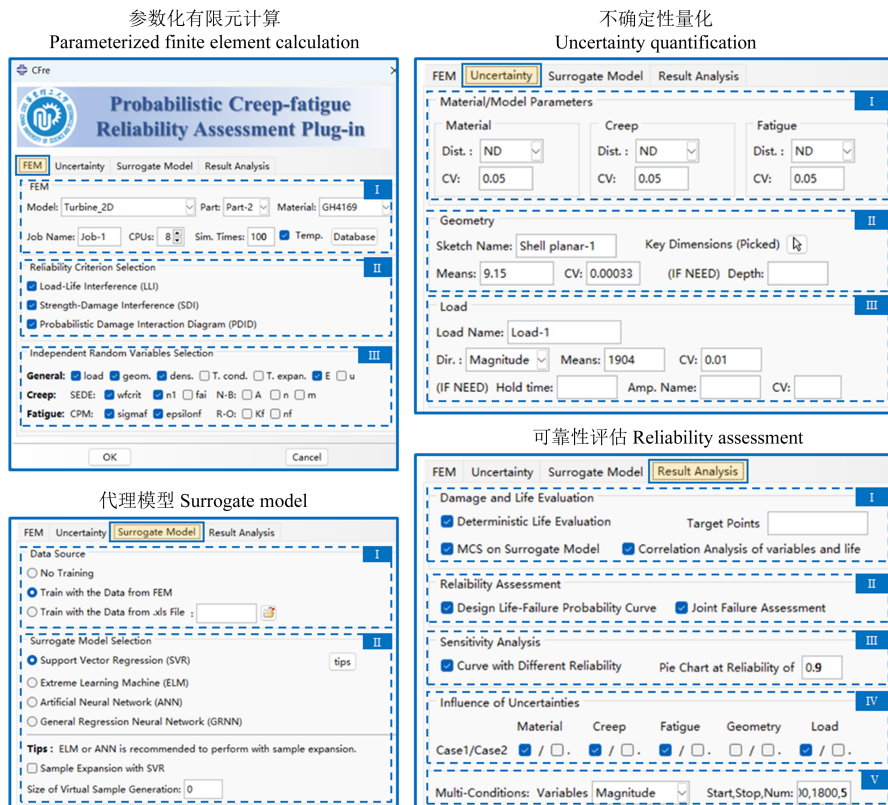 参数化有限元计算
Parameterized finite element calculation
CFre
Probabilistic Creep-fatigue
Reliability Assessment Plug-in
FEM Uncertainty Surrogate Model Result Analysis
FEM
I
Model: Turbine_2D Part: Part-2 Material: GH4169
Job Name: Job-1 CPUs: 8 Sim. Times: 100 Temp. Database
Reliability Criterion Selection
II
Load-Life Interference (LLI)
Strength-Damage Interference (SDI)
Probabilistic Damage Interaction Diagram (PDID)
Independent Random Variables Selection
III
General: load geom. dens. T. cond. T. expan. E u
Creep: SEDE: wfcrit n1 fai N-B: A n m
Fatigue: CPM: sigmaf epsilonf R-O: Kf nf
OK Cancel
不确定性量化
Uncertainty quantification
FEM Uncertainty Surrogate Model Result Analysis
Material/Model Parameters
I
Material Creep Fatigue
Dist. : ND Dist. : ND Dist. : ND
CV: 0.05 CV: 0.05 CV: 0.05
Geometry
II
Sketch Name: Shell planar-1 Key Dimensions (Picked)
Means: 9.15 CV: 0.00033 (IF NEED) Depth:
Load
III
Load Name: Load-1
Dir. : Magnitude Means: 1904 CV: 0.01
(IF NEED) Hold time: Amp. Name: CV:
代理模型 Surrogate model
FEM Uncertainty Surrogate Model Result Analysis
Data Source
I
No Training
Train with the Data from FEM
Train with the Data from .xls File :
Surrogate Model Selection
II
Support Vector Regression (SVR) tips
Extreme Learning Machine (ELM)
Artificial Neural Network (ANN)
General Regression Neural Network (GRNN)
Tips : ELM or ANN is recommended to perform with sample expansion.
Sample Expansion with SVR
Size of Virtual Sample Generation: 0
可靠性评估 Reliability assessment
FEM Uncertainty Surrogate Model Result Analysis
Damage and Life Evaluation
I
Deterministic Life Evaluation Target Points
MCS on Surrogate Model Correlation Analysis of variables and life
Relaibility Assessment
II
Design Life-Failure Probability Curve Joint Failure Assessment
Sensitivity Analysis
III
Curve with Different Reliability Pie Chart at Reliability of 0.9
Influence of Uncertainties
IV
Material Creep Fatigue Geometry Load
Case1/Case2 / . / . / . / . / .
V
Multi-Conditions: Variables Magnitude Start,Stop,Num: 00,1800,5